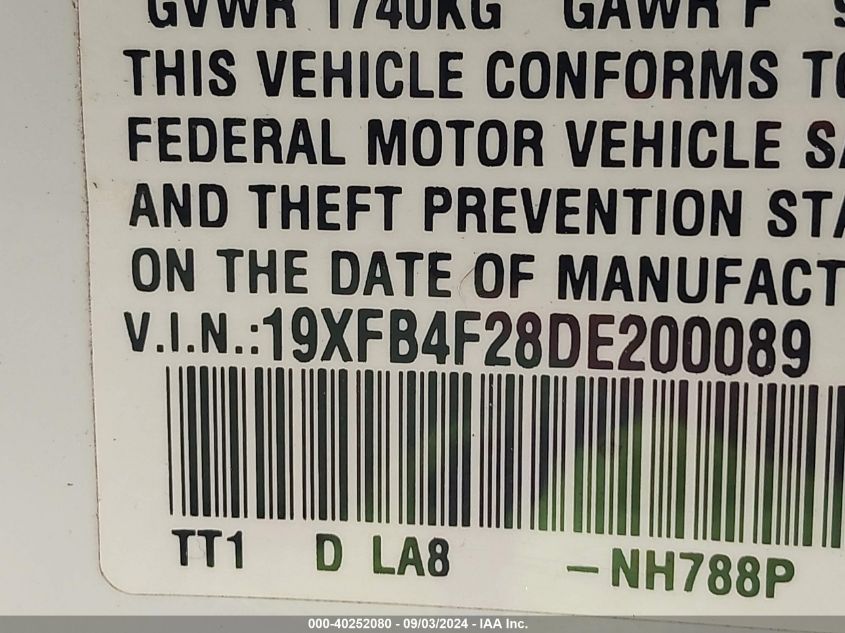 GVWR 1740KG GAWR F
THIS VEHICLE CONFORMS TO
FEDERAL MOTOR VEHICLE SA
AND THEFT PREVENTION STA
ON THE DATE OF MANUFACT
V.I.N.:19XFB4F28DE200089
TT1 D LA8 –NH788P
000-40252080 - 09/03/2024 - IAA Inc.